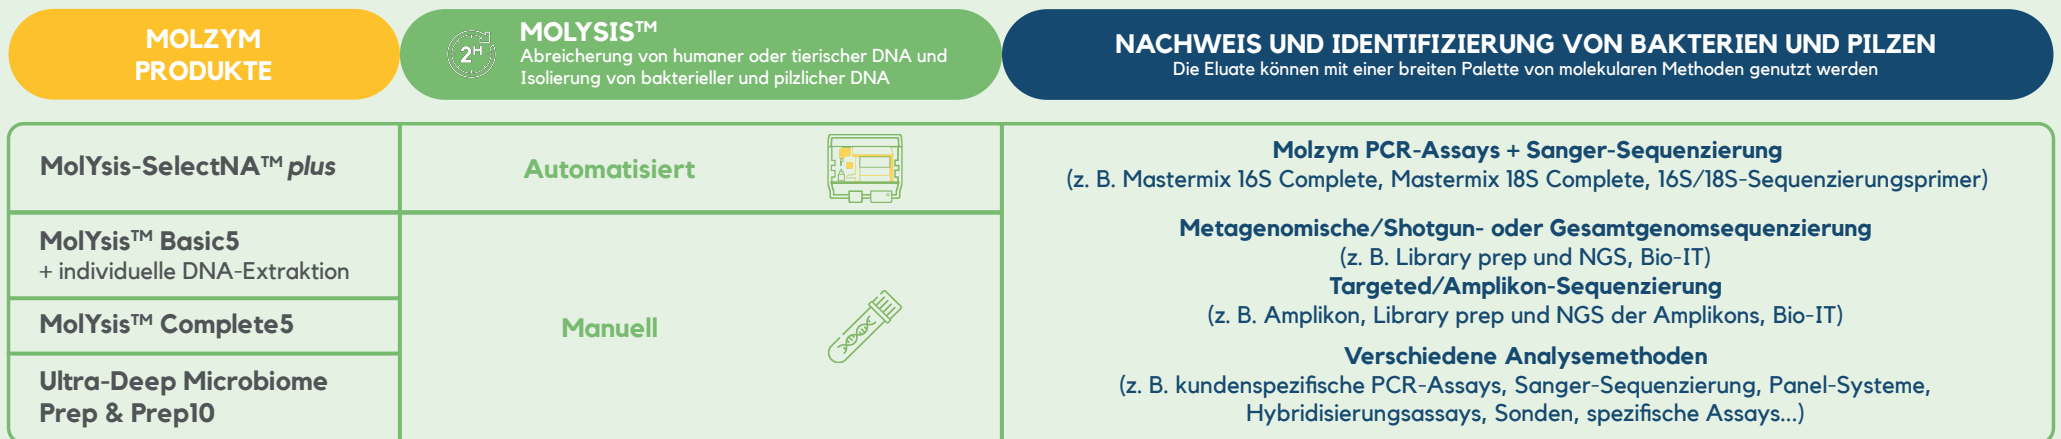 MOLZYM
PRODUKTE
2H
MOLYSIS™
Abreicherung von humaner oder tierischer DNA und
Isolierung von bakterieller und pilzlicher DNA
NACHWEIS UND IDENTIFIZIERUNG VON BAKTERIEN UND PILZEN
Die Eluate können mit einer breiten Palette von molekularen Methoden genutzt werden
MolYsis-SelectNA™ plus
Automatisiert
Molzym PCR-Assays + Sanger-Sequenzierung
(z. B. Mastermix 16S Complete, Mastermix 18S Complete, 16S/18S-Sequenzierungsprimer)
MolYsis™ Basic5
+ individuelle DNA-Extraktion
MolYsis™ Complete5
Ultra-Deep Microbiome
Prep & Prep10
Manuell
Metagenomische/Shotgun- oder Gesamtgenomsequenzierung
(z. B. Library prep und NGS, Bio-IT)
Targeted/Amplikon-Sequenzierung
(z. B. Amplikon, Library prep und NGS der Amplikons, Bio-IT)
Verschiedene Analysemethoden
(z. B. kundenspezifische PCR-Assays, Sanger-Sequenzierung, Panel-Systeme,
Hybridisierungsassays, Sonden, spezifische Assays...)